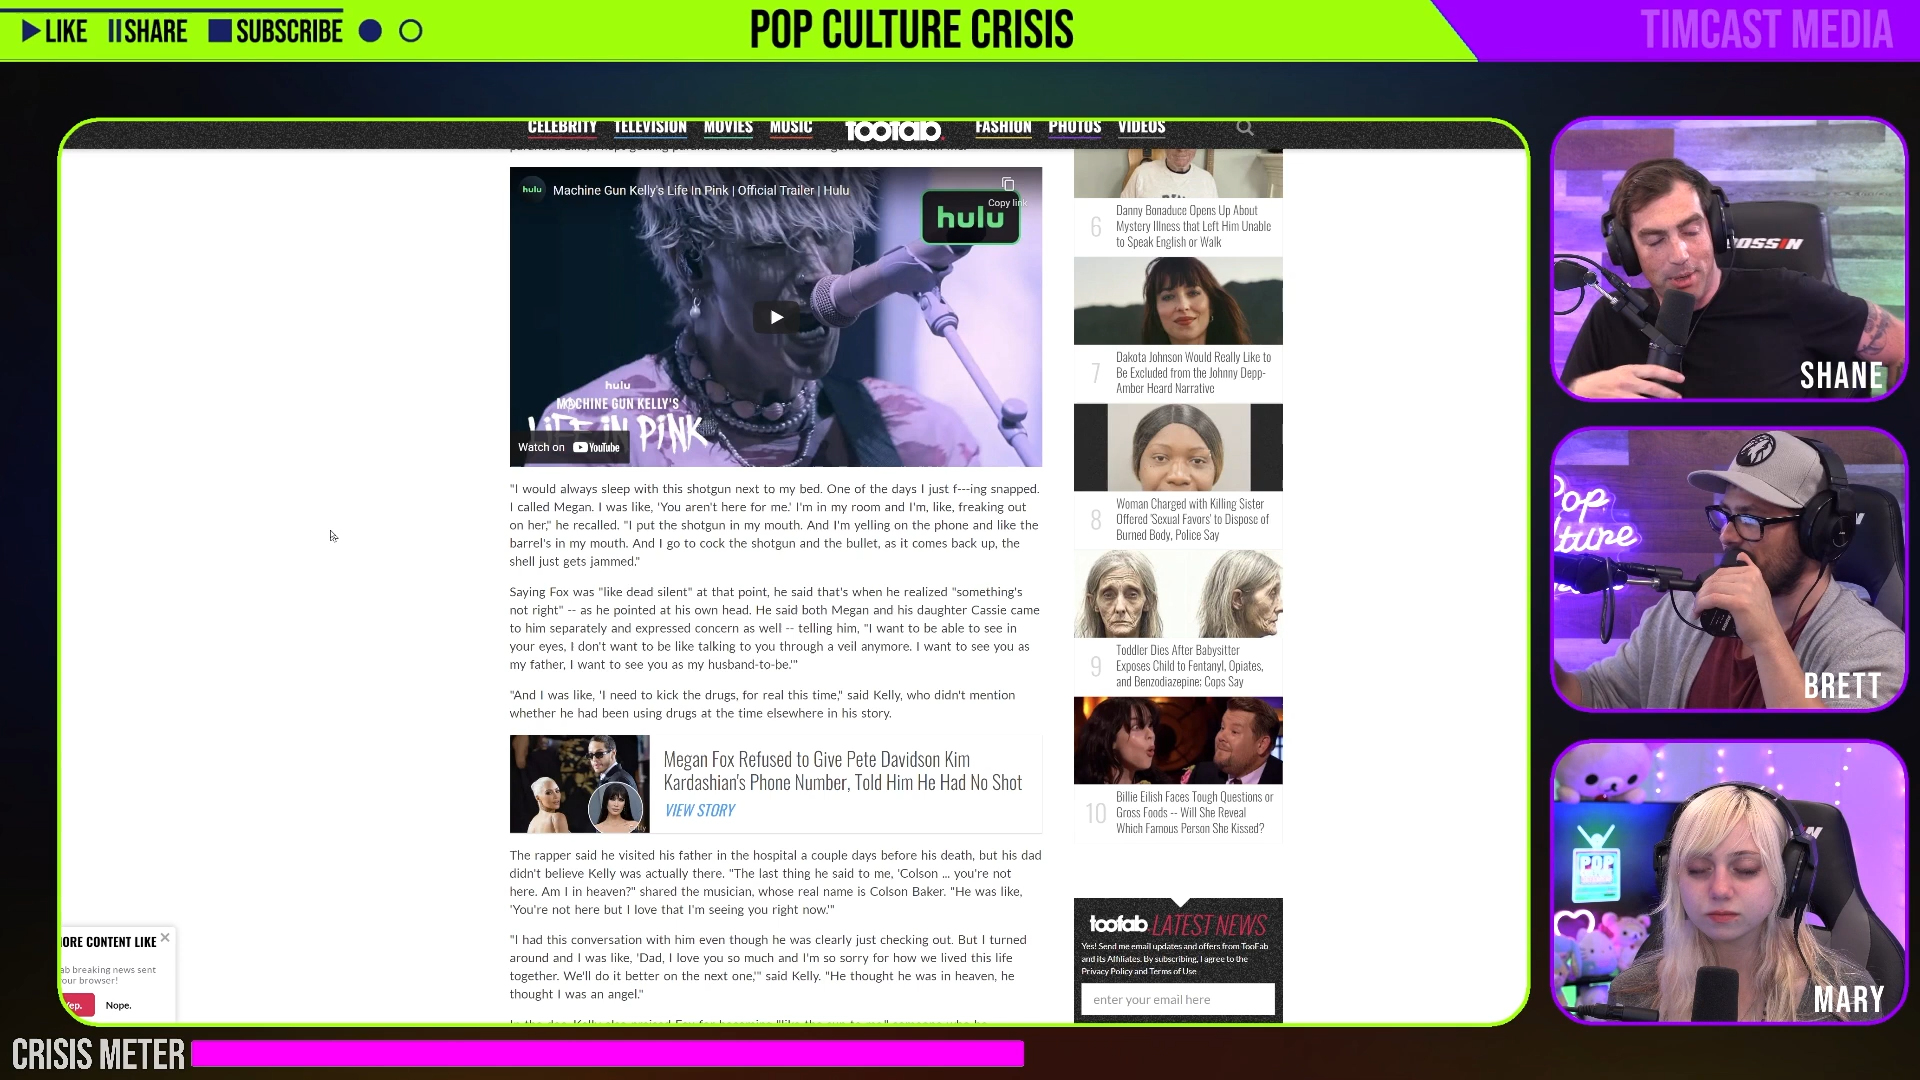 LIKE SHARE SUBSCRIBE
POP CULTURE CRISIS
TIMCAST MEDIA
CELEBRITY TELEVISION MOVIES MUSIC toofab. FASHION PHOTOS VIDEOS
hulu Machine Gun Kelly's Life In Pink | Official Trailer | Hulu
Copy link
hulu
hulu
MACHINE GUN KELLY'S
LIFE IN PINK
Watch on YouTube
"I would always sleep with this shotgun next to my bed. One of the days I just f---ing snapped.
I called Megan. I was like, 'You aren't here for me.' I'm in my room and I'm, like, freaking out
on her," he recalled. "I put the shotgun in my mouth. And I'm yelling on the phone and like the
barrel's in my mouth. And I go to cock the shotgun and the bullet, as it comes back up, the
shell just gets jammed."
Saying Fox was "like dead silent" at that point, he said that's when he realized "something's
not right" -- as he pointed at his own head. He said both Megan and his daughter Cassie came
to him separately and expressed concern as well -- telling him, "I want to be able to see in
your eyes, I don't want to be like talking to you through a veil anymore. I want to see you as
my father, I want to see you as my husband-to-be.'"
"And I was like, 'I need to kick the drugs, for real this time," said Kelly, who didn't mention
whether he had been using drugs at the time elsewhere in his story.
Megan Fox Refused to Give Pete Davidson Kim
Kardashian's Phone Number, Told Him He Had No Shot
VIEW STORY
The rapper said he visited his father in the hospital a couple days before his death, but his dad
didn't believe Kelly was actually there. "The last thing he said to me, 'Colson ... you're not
here. Am I in heaven?" shared the musician, whose real name is Colson Baker. "He was like,
'You're not here but I love that I'm seeing you right now.'"
"I had this conversation with him even though he was clearly just checking out. But I turned
around and I was like, 'Dad, I love you so much and I'm so sorry for how we lived this life
together. We'll do it better on the next one,'" said Kelly. "He thought he was in heaven, he
thought I was an angel."
6
Danny Bonaduce Opens Up About
Mystery Illness that Left Him Unable
to Speak English or Walk
7
Dakota Johnson Would Really Like to
Be Excluded from the Johnny Depp-
Amber Heard Narrative
8
Woman Charged with Killing Sister
Offered 'Sexual Favors' to Dispose of
Burned Body, Police Say
9
Toddler Dies After Babysitter
Exposes Child to Fentanyl, Opiates,
and Benzodiazepine: Cops Say
10
Billie Eilish Faces Tough Questions or
Gross Foods -- Will She Reveal
Which Famous Person She Kissed?
toofab LATEST NEWS
Yes! Send me email updates and offers from TooFab
and its Affiliates. By subscribing, I agree to the
Privacy Policy and Terms of Use
enter your email here
ORE CONTENT LIKE
ab breaking news sent
our browser!
Yep. Nope.
SHANE
Pop
BRETT
POP
MARY
CRISIS METER